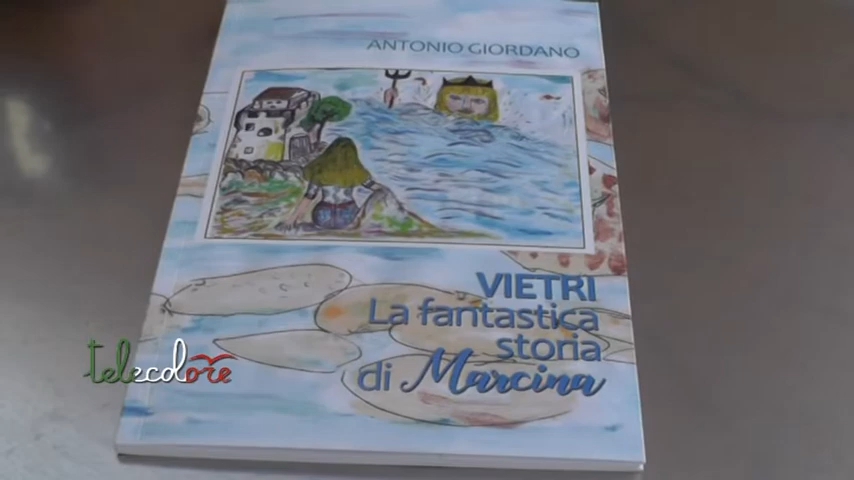 ANTONIO GIORDANO
VIETRI
La fantastica
storia
di Marcina
telecolore